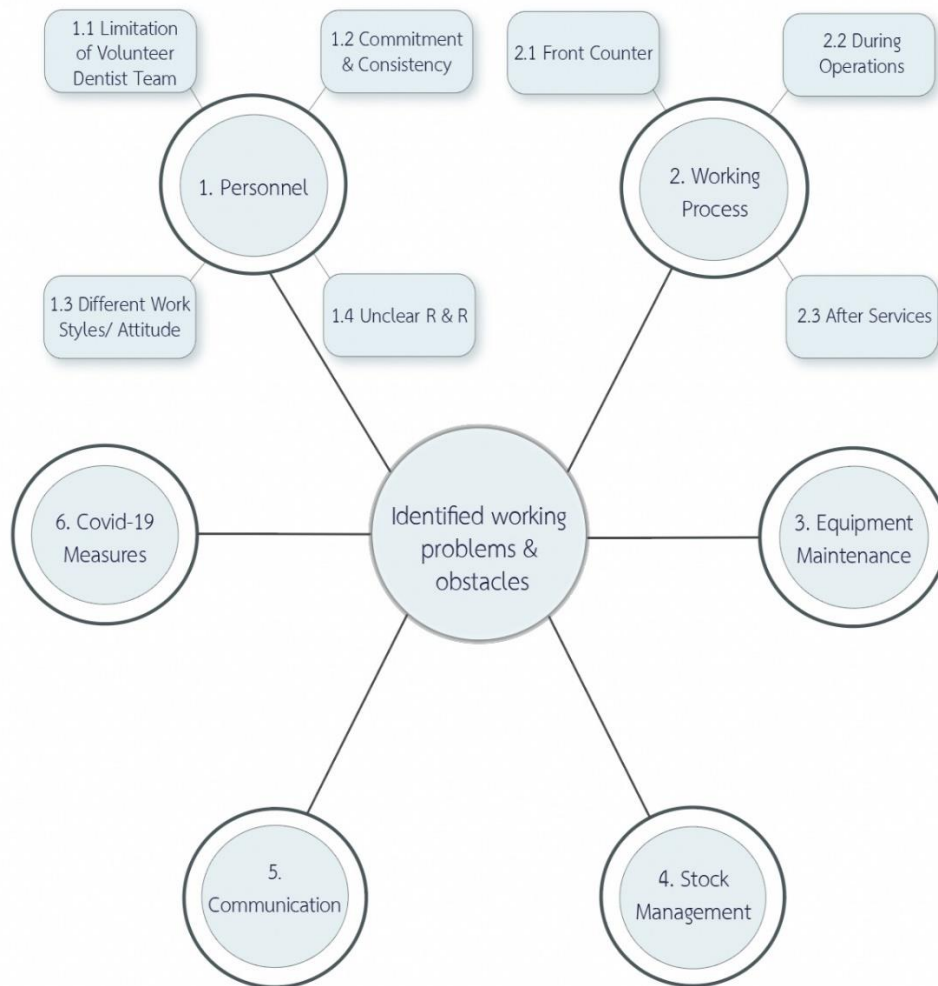 1.1 Limitation
of Volunteer
Dentist Team
1.2 Commitment
& Consistency
1. Personnel
1.3 Different Work
Styles/ Attitude
1.4 Unclear R & R
2.1 Front Counter
2.2 During
Operations
2. Working
Process
2.3 After Services
Identified working
problems &
obstacles
3. Equipment
Maintenance
4. Stock
Management
5.
Communication
6. Covid-19
Measures